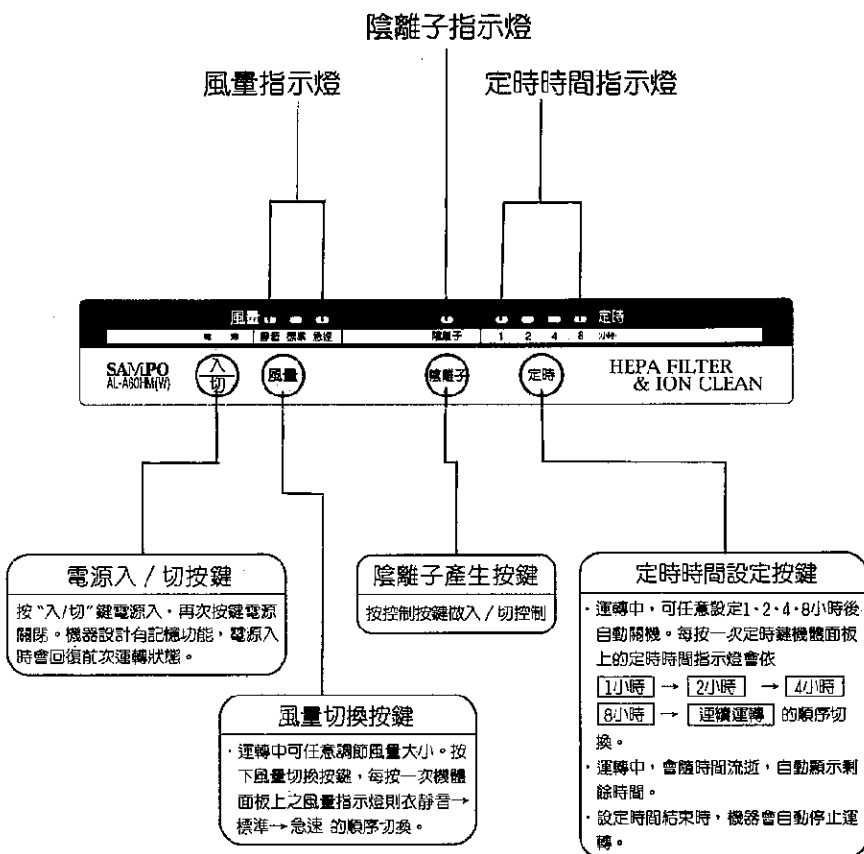 陰離子指示燈
風量指示燈
定時時間指示燈
風量
定時
靜音 標準 急速
陰離子
1 2 4 8 小時
SAMPO
AL-A60HM(W)
入
切
風量
陰離子
定時
HEPA FILTER
& ION CLEAN
電源入/切按鍵
按“入/切”鍵電源入,再次按鍵電源
關閉。機器設計有記憶功能,電源入
時會回復前次運轉狀態。
陰離子產生按鍵
按控制按鍵做入/切控制
定時時間設定按鍵
·運轉中,可任意設定1、2、4、8小時後
自動關機。每按一次定時鍵機體面板
上的定時時間指示燈會依
1小時 → 2小時 → 4小時
8小時 → 連續運轉 的順序切
換。
·運轉中,會隨時間流逝,自動顯示剩
餘時間。
·設定時間結束時,機器會自動停止運
轉。
風量切換按鍵
·運轉中可任意調節風量大小。按
下風量切換按鍵,每按一次機體
面板上之風量指示燈則衣靜音→
標準→急速 的順序切換。